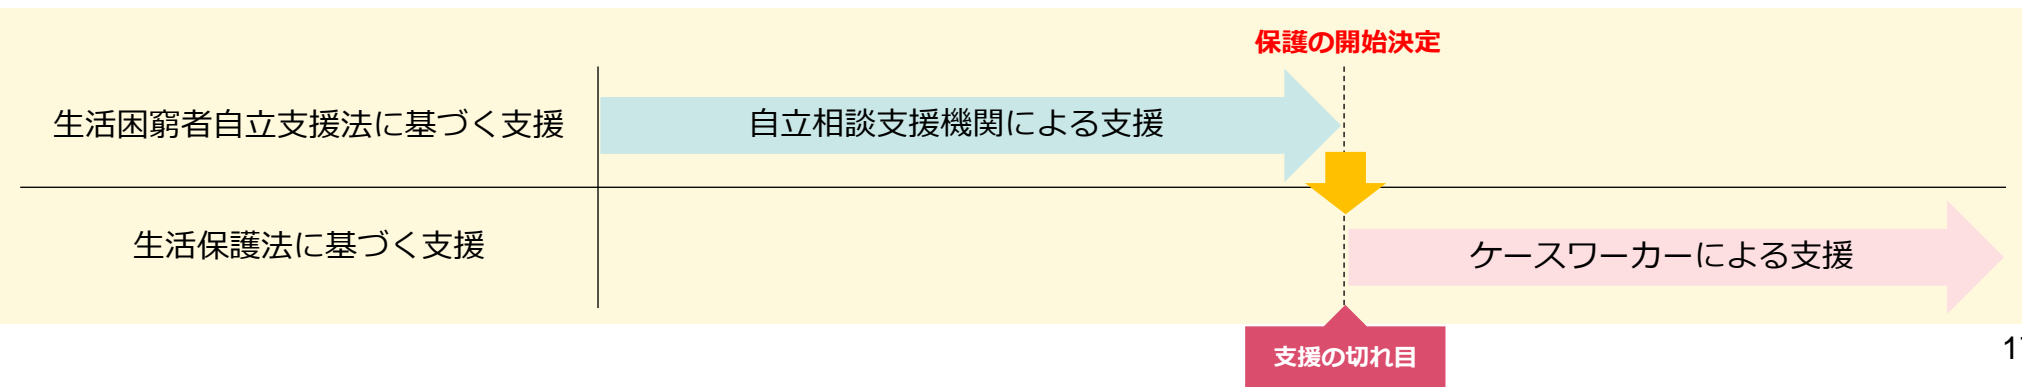 保護の開始決定
生活困窮者自立支援法に基づく支援
自立相談支援機関による支援
生活保護法に基づく支援
ケースワーカーによる支援
支援の切れ目